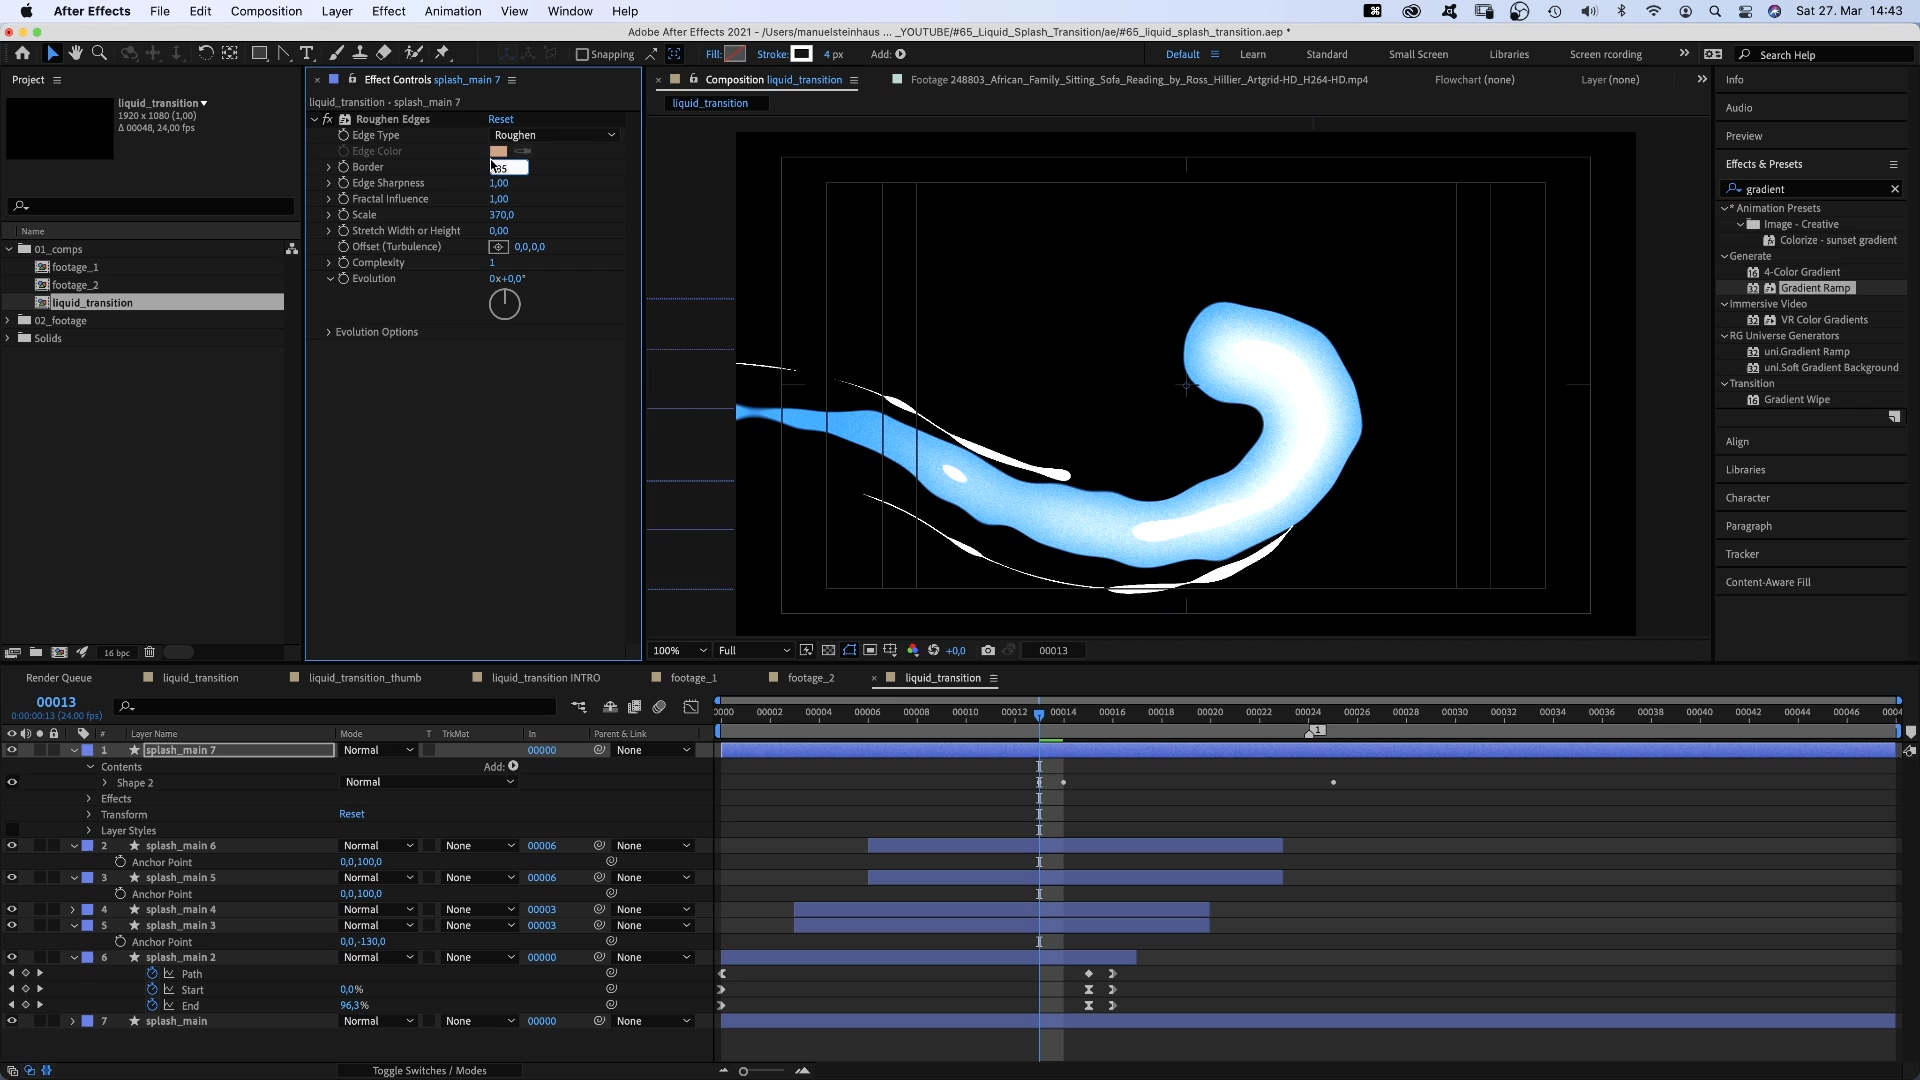 After Effects File Edit Composition Layer Effect Animation View Window Help Sat 27. Mar 14:43
Adobe After Effects 2021 - /Users/manuelsteinhaus ... _YOUTUBE/#65_Liquid_Splash_Transition/ae/#65_liquid_splash_transition.aep *
Snapping Fill: Stroke: 4 px Add: Default Learn Standard Small Screen Libraries Screen recording Search Help
Project
liquid_transition
1920 x 1080 (1,00)
Δ 00048, 24,00 fps
Name
01_comps
footage_1
footage_2
liquid_transition
02_footage
Solids
16 bpc
Effect Controls splash_main 7
liquid_transition - splash_main 7
fx Roughen Edges Reset
Edge Type Roughen
Edge Color
Border
Edge Sharpness 1,00
Fractal Influence 1,00
Scale 370,0
Stretch Width or Height 0,00
Offset (Turbulence) 0,0,0,0
Complexity 1
Evolution 0x+0,0°
Evolution Options
Composition liquid_transition Footage 248803_African_Family_Sitting_Sofa_Reading_by_Ross_Hillier_Artgrid-HD_H264-HD.mp4 Flowchart (none) Layer (none)
liquid_transition
100% Full +0,0 00013
Info
Audio
Preview
Effects & Presets
gradient
* Animation Presets
Image - Creative
Colorize - sunset gradient
Generate
4-Color Gradient
Gradient Ramp
Immersive Video
VR Color Gradients
RG Universe Generators
uni.Gradient Ramp
uni.Soft Gradient Background
Transition
Gradient Wipe
Align
Libraries
Character
Paragraph
Tracker
Content-Aware Fill
Render Queue liquid_transition liquid_transition_thumb liquid_transition INTRO footage_1 footage_2 liquid_transition
00013
0:00:00:13 (24.00 fps)
0000 00002 00004 00006 00008 00010 00012 00014 00016 00018 00020 00022 00024 00026 00028 00030 00032 00034 00036 00038 00040 00042 00044 00046 0004
# Layer Name Mode T TrkMat In Parent & Link 1
1 splash_main 7 Normal 00000 None
Contents Add:
Shape 2 Normal
Effects
Transform Reset
Layer Styles
2 splash_main 6 Normal None 00006 None
Anchor Point 0,0,100,0
3 splash_main 5 Normal None 00006 None
Anchor Point 0,0,100,0
4 splash_main 4 Normal None 00003 None
5 splash_main 3 Normal None 00003 None
Anchor Point 0,0,-130,0
6 splash_main 2 Normal None 00000 None
Path
Start 0,0%
End 96,3%
7 splash_main Normal None 00000 None
Toggle Switches / Modes